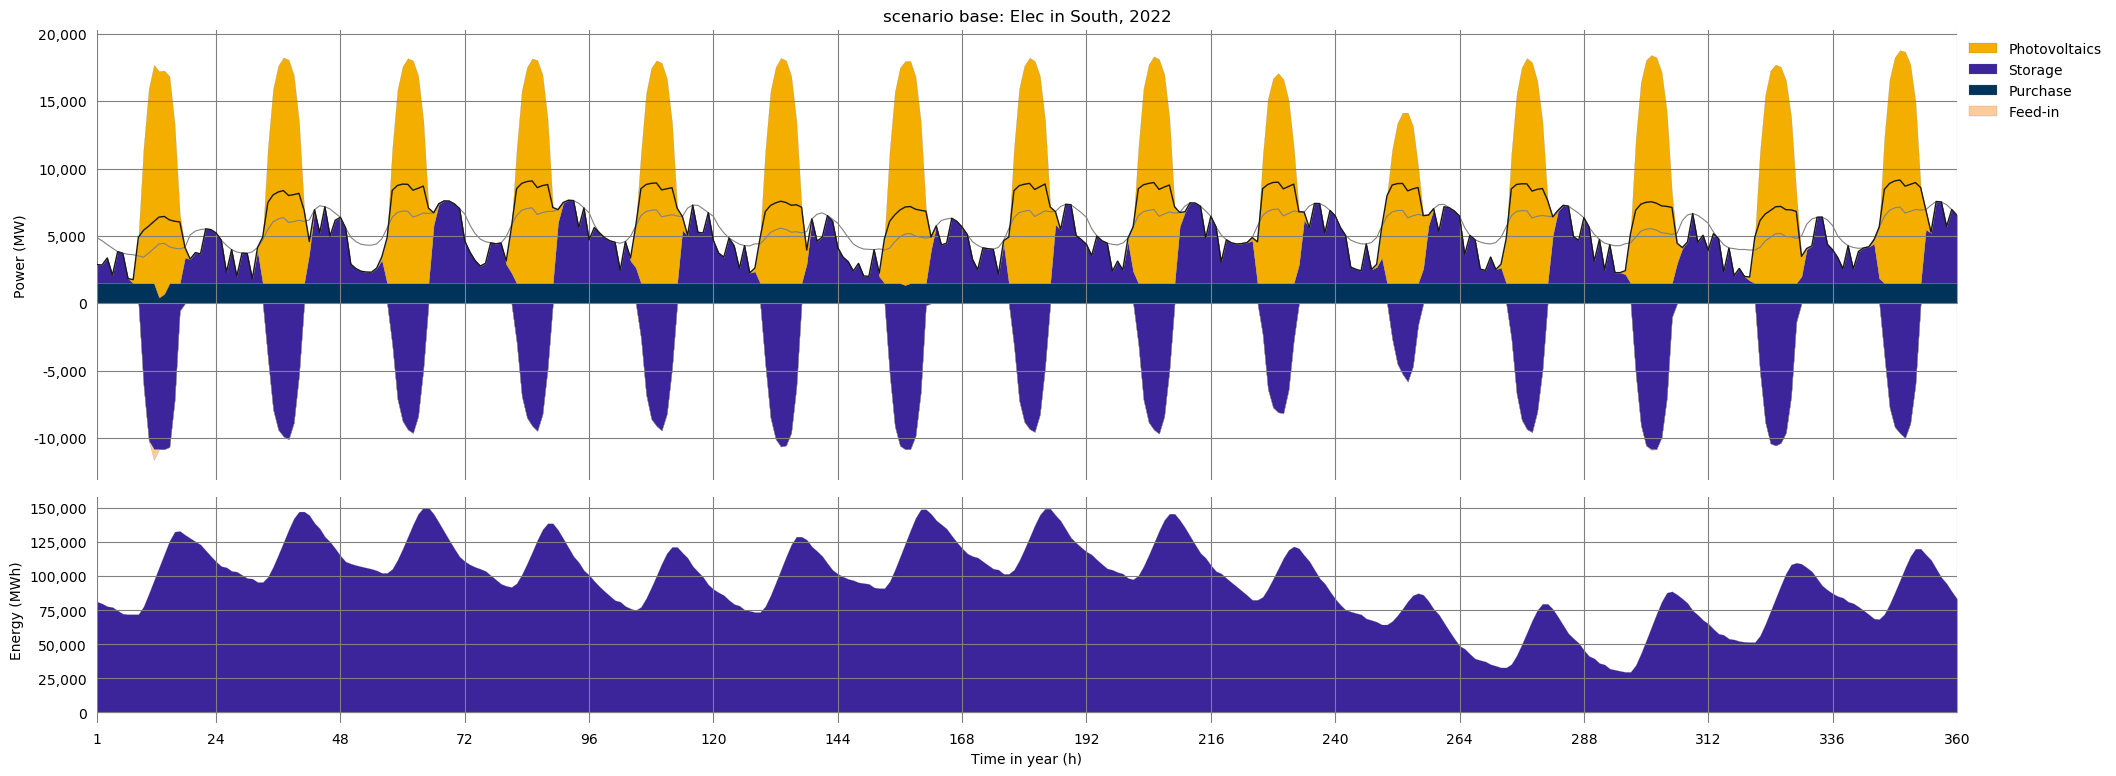 scenario base: Elec in South, 2022
20,000
15,000
10,000
5,000
0
-5,000
-10,000
Power (MW)
Photovoltaics
Storage
Purchase
Feed-in
150,000
125,000
100,000
75,000
50,000
25,000
0
Energy (MWh)
1 24 48 72 96 120 144 168 192 216 240 264 288 312 336 360
Time in year (h)